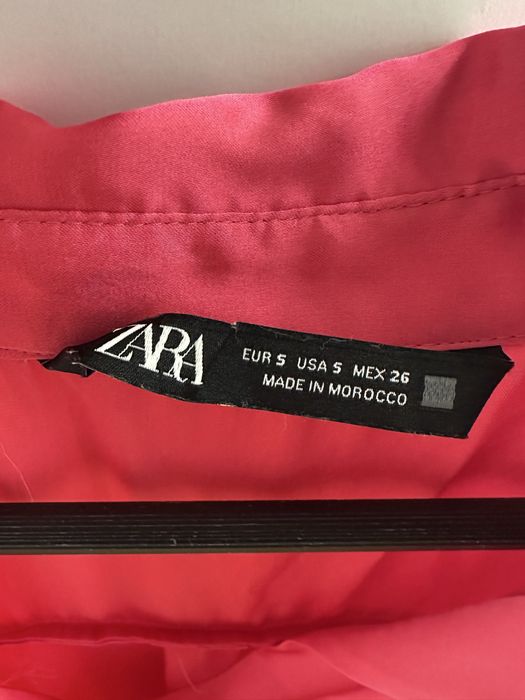 ZARA
EUR S USA S MEX 26
MADE IN MOROCCO